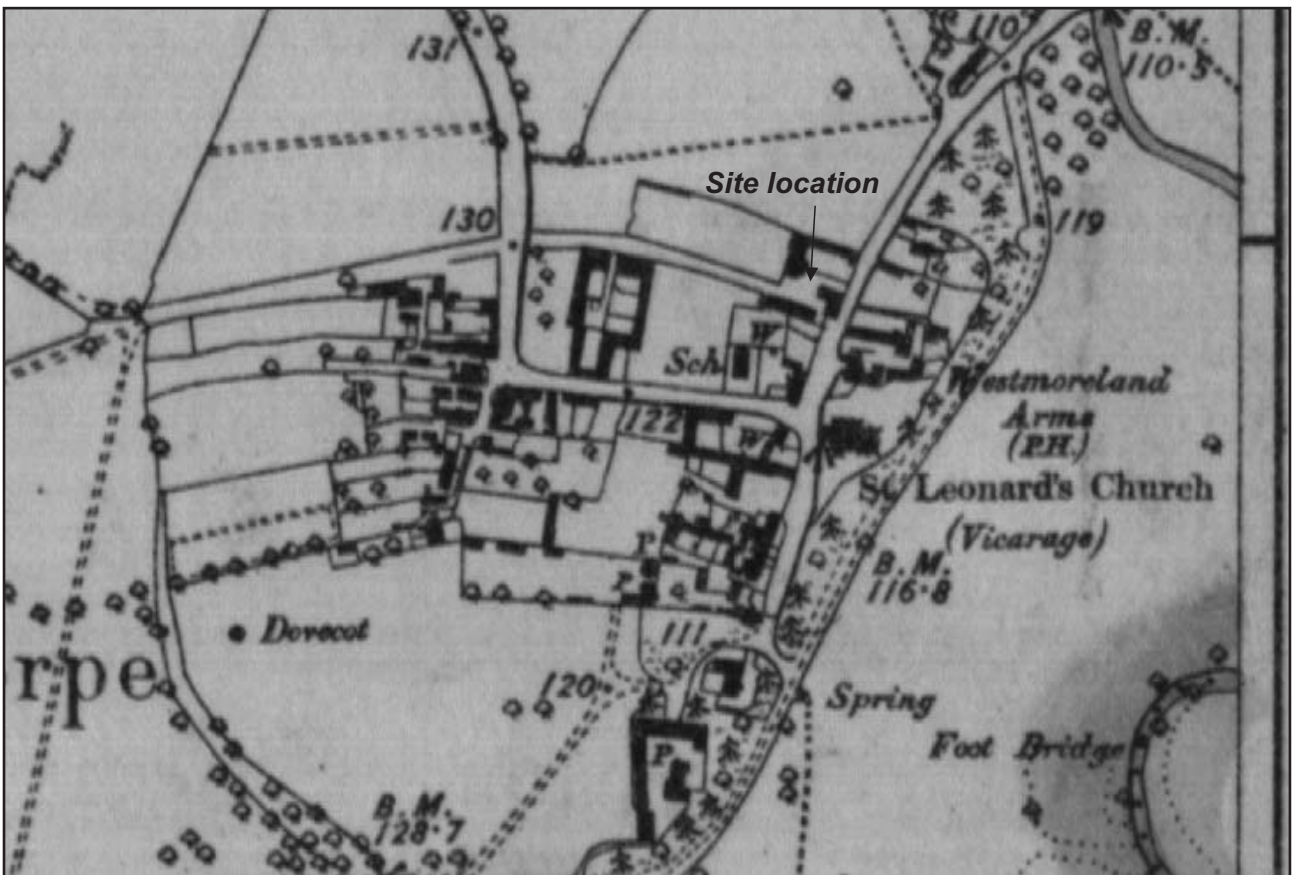 110
B.M.
110·5
131
Site location
130
119
W
Sch
Westmoreland
Arms
(P.H.)
122
W
St. Leonard's Church
(Vicarage)
P
B.M.
116·8
P
Dovecot
111
rpe
120
Spring
Foot Bridge
P
B.M.
128·7